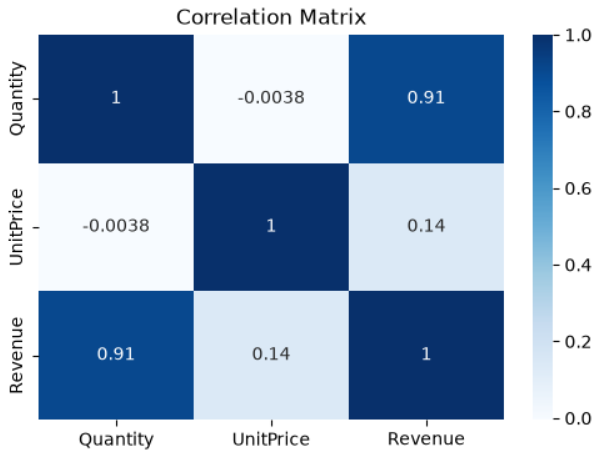 Correlation Matrix
Quantity
1
-0.0038
0.91
UnitPrice
-0.0038
1
0.14
Revenue
0.91
0.14
1
Quantity
UnitPrice
Revenue
1.0
0.8
0.6
0.4
0.2
0.0